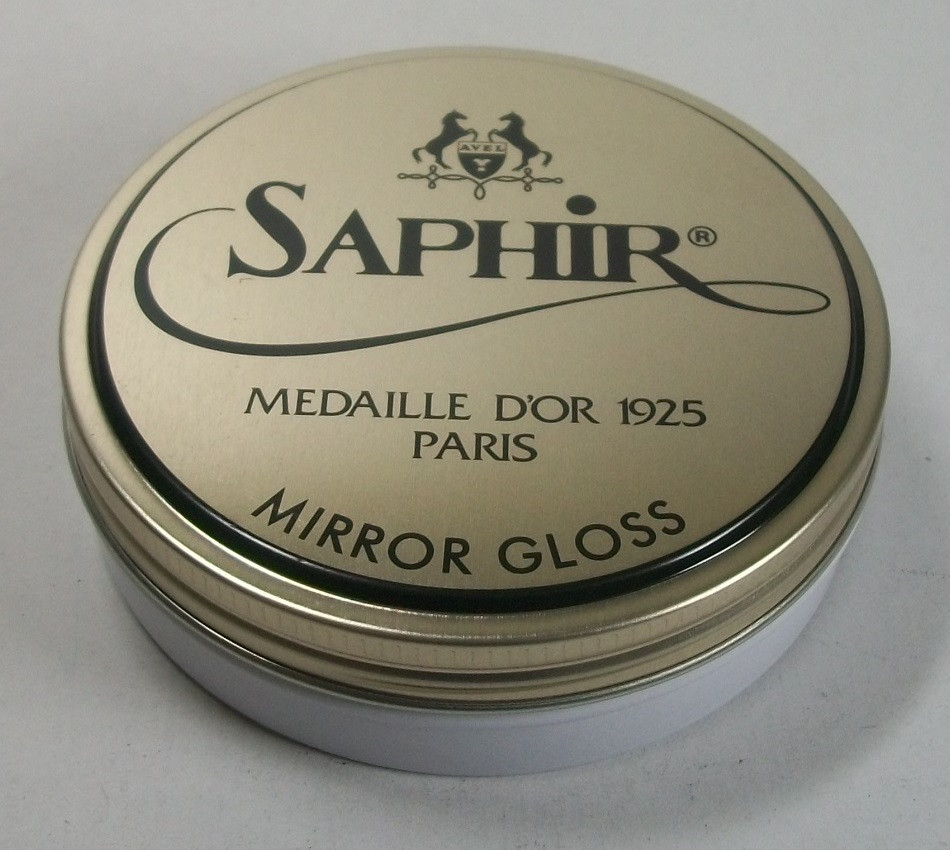 AVEL
SAPHIR®
MEDAILLE D'OR 1925
PARIS
MIRROR GLOSS